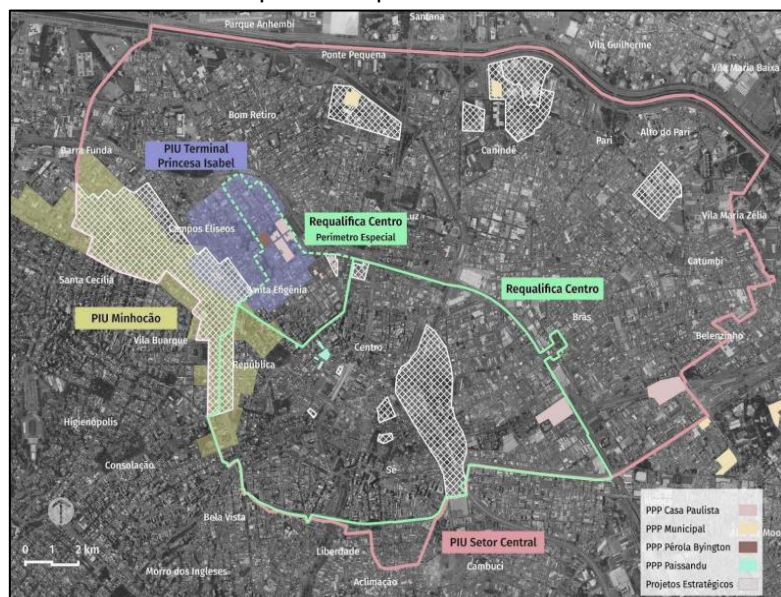 Parque Anhembi
Santana
Ponte Pequena
Vila Guilherme
Vila Maria Baixa
Bom Retiro
Barra Funda
Canindé
Pari
Alto do Pari
PIU Terminal
Princesa Isabel
Requalifica Centro
Perímetro Especial
Luz
Vila Maria Zélia
Campos Elíseos
Catumbi
Santa Cecília
Santa Efigênia
Requalifica Centro
Brás
PIU Minhocão
Vila Buarque
República
Centro
Belenzinho
Higienópolis
Consolação
Sé
Bela Vista
Liberdade
PIU Setor Central
Cambuci
Aclimação
Morro dos Ingleses
0 1 2 km
PPP Casa Paulista
PPP Municipal
PPP Pérola Byington
PPP Paissandu
Projetos Estratégicos